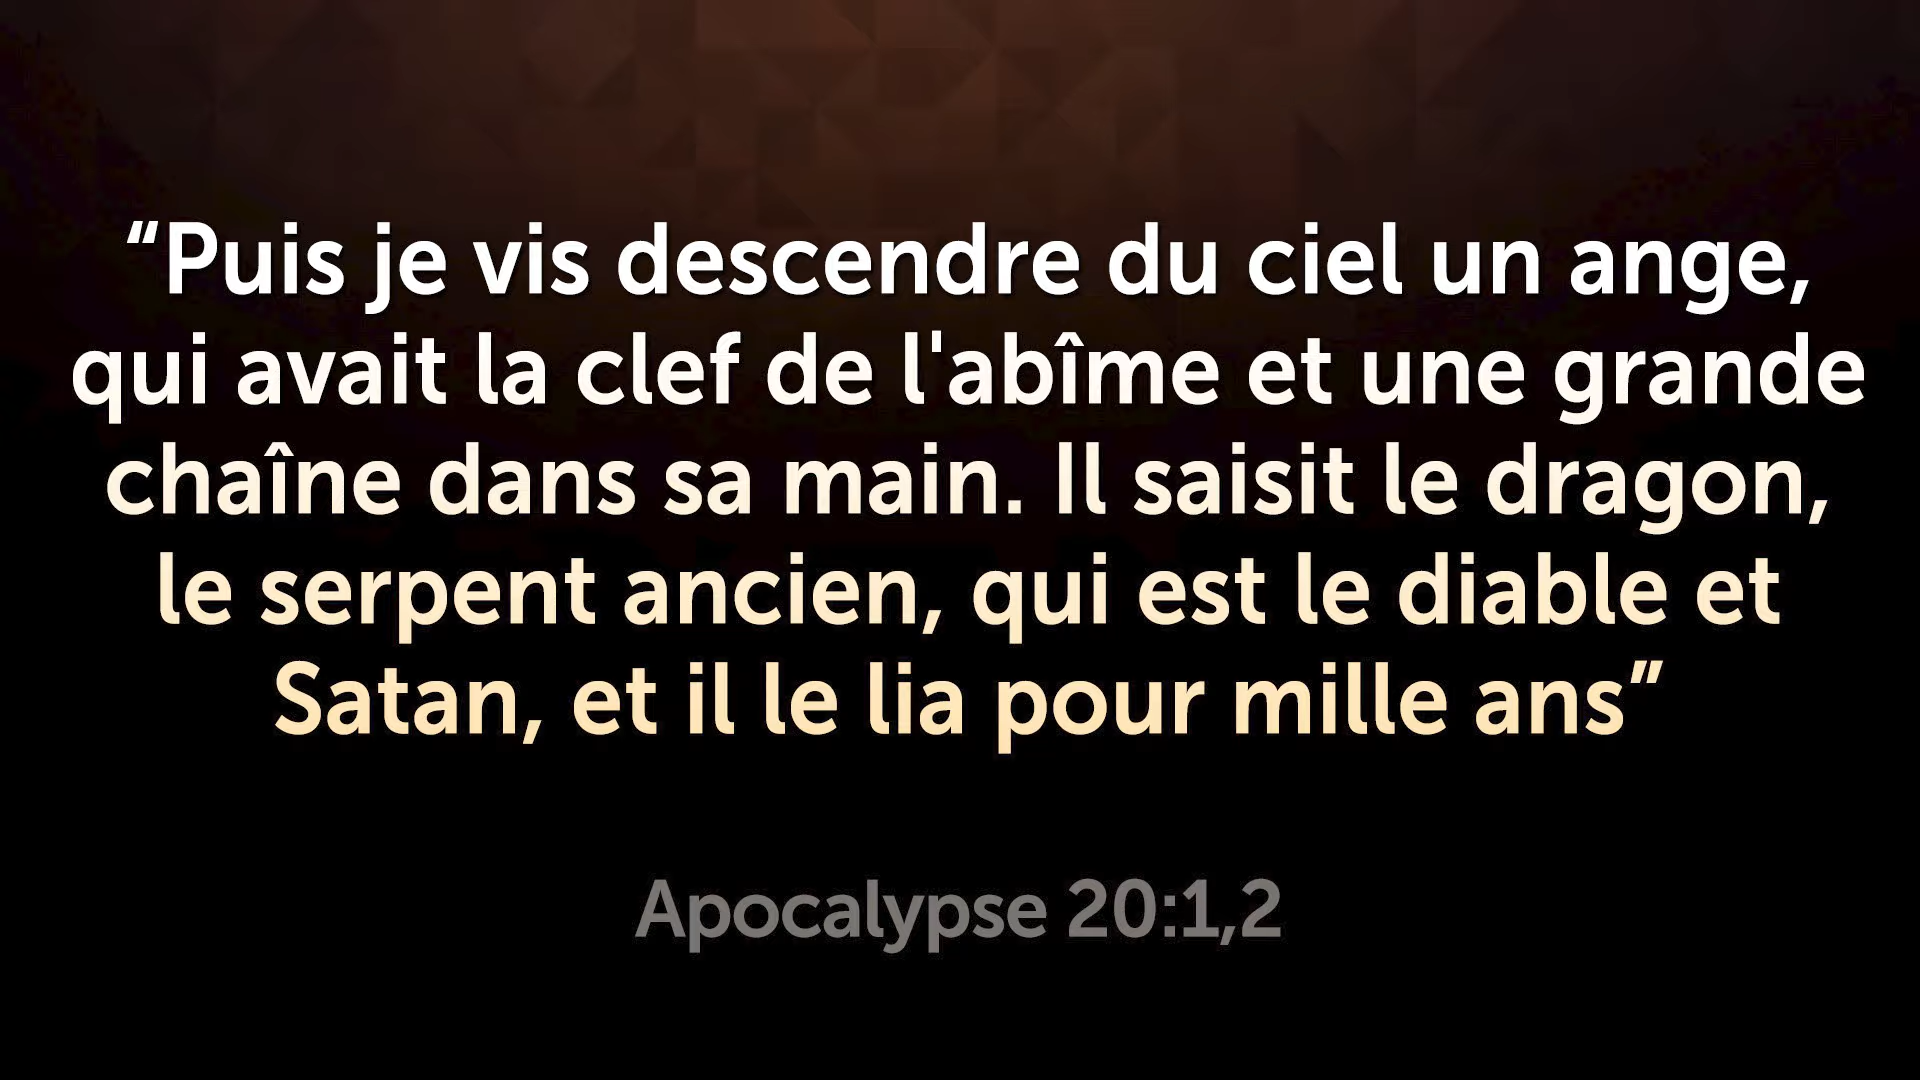 “Puis je vis descendre du ciel un ange,
qui avait la clef de l'abîme et une grande
chaîne dans sa main. Il saisit le dragon,
le serpent ancien, qui est le diable et
Satan, et il le lia pour mille ans”
Apocalypse 20:1,2